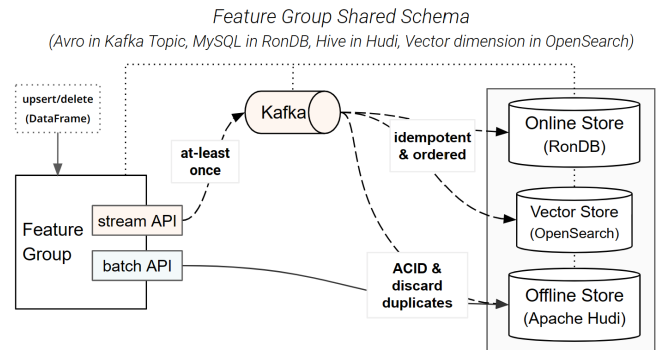 Feature Group Shared Schema
(Avro in Kafka Topic, MySQL in RonDB, Hive in Hudi, Vector dimension in OpenSearch)
upsert/delete
(DataFrame)
Kafka
at-least
once
idempotent
& ordered
Online Store
(RonDB)
Feature
Group
stream API
batch API
Vector Store
(OpenSearch)
ACID &
discard
duplicates
Offline Store
(Apache Hudi)